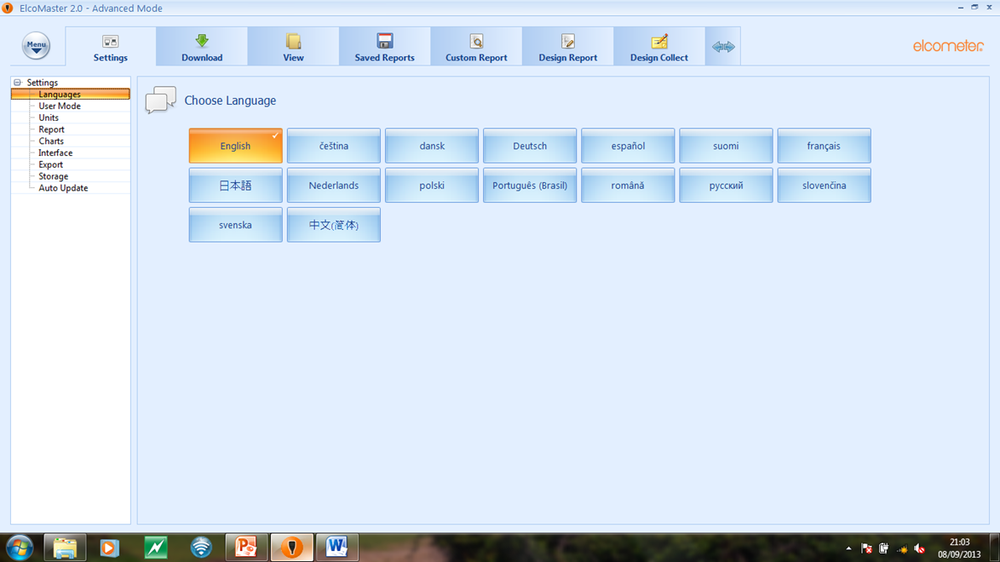 ElcoMaster 2.0 - Advanced Mode
Menu
Settings
Download
View
Saved Reports
Custom Report
Design Report
Design Collect
elcometer
Settings
Languages
User Mode
Units
Report
Charts
Interface
Export
Storage
Auto Update
Choose Language
English
čeština
dansk
Deutsch
español
suomi
français
日本語
Nederlands
polski
Português (Brasil)
română
русский
slovenčina
svenska
中文(简体)
21:03
08/09/2013